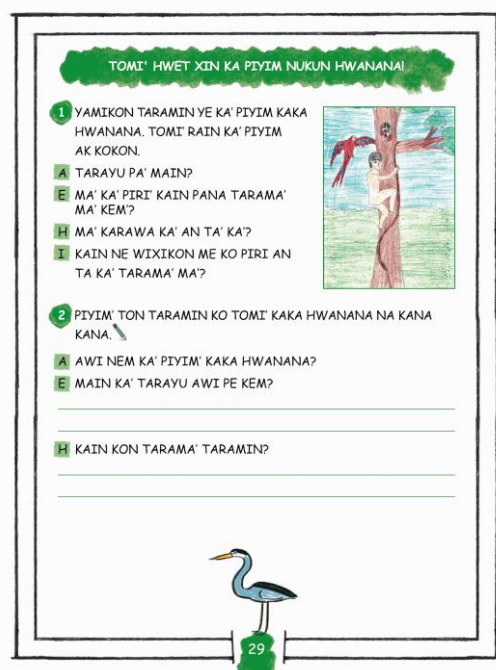 TOMI' HWET XIN KA PIYIM NUKUN HWANANA!
1 YAMIKON TARAMIN YE KA' PIYIM KAKA
HWANANA. TOMI' RAIN KA' PIYIM
AK KOKON.
A TARAYU PA' MAIN?
E MA' KA' PIRI' KAIN PANA TARAMA'
MA' KEM'?
H MA' KARAWA KA' AN TA' KA'?
I KAIN NE WIXIKON ME KO PIRI AN
TA KA' TARAMA' MA'?
2 PIYIM' TON TARAMIN KO TOMI' KAKA HWANANA NA KANA
KANA.
A AWI NEM KA' PIYIM' KAKA HWANANA?
E MAIN KA' TARAYU AWI PE KEM?
H KAIN KON TARAMA' TARAMIN?
29